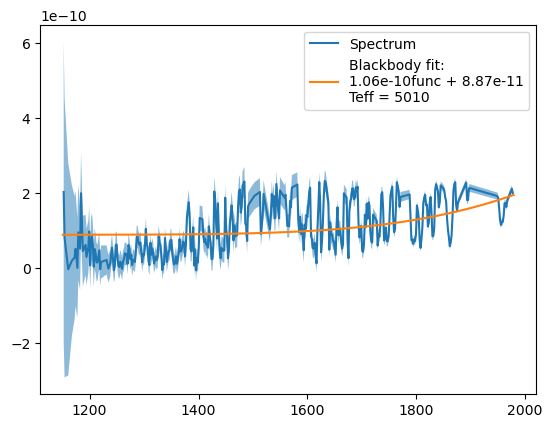 1e−10
6
4
2
0
−2
1200
1400
1600
1800
2000
Spectrum
Blackbody fit:
1.06e-10func + 8.87e-11
Teff = 5010